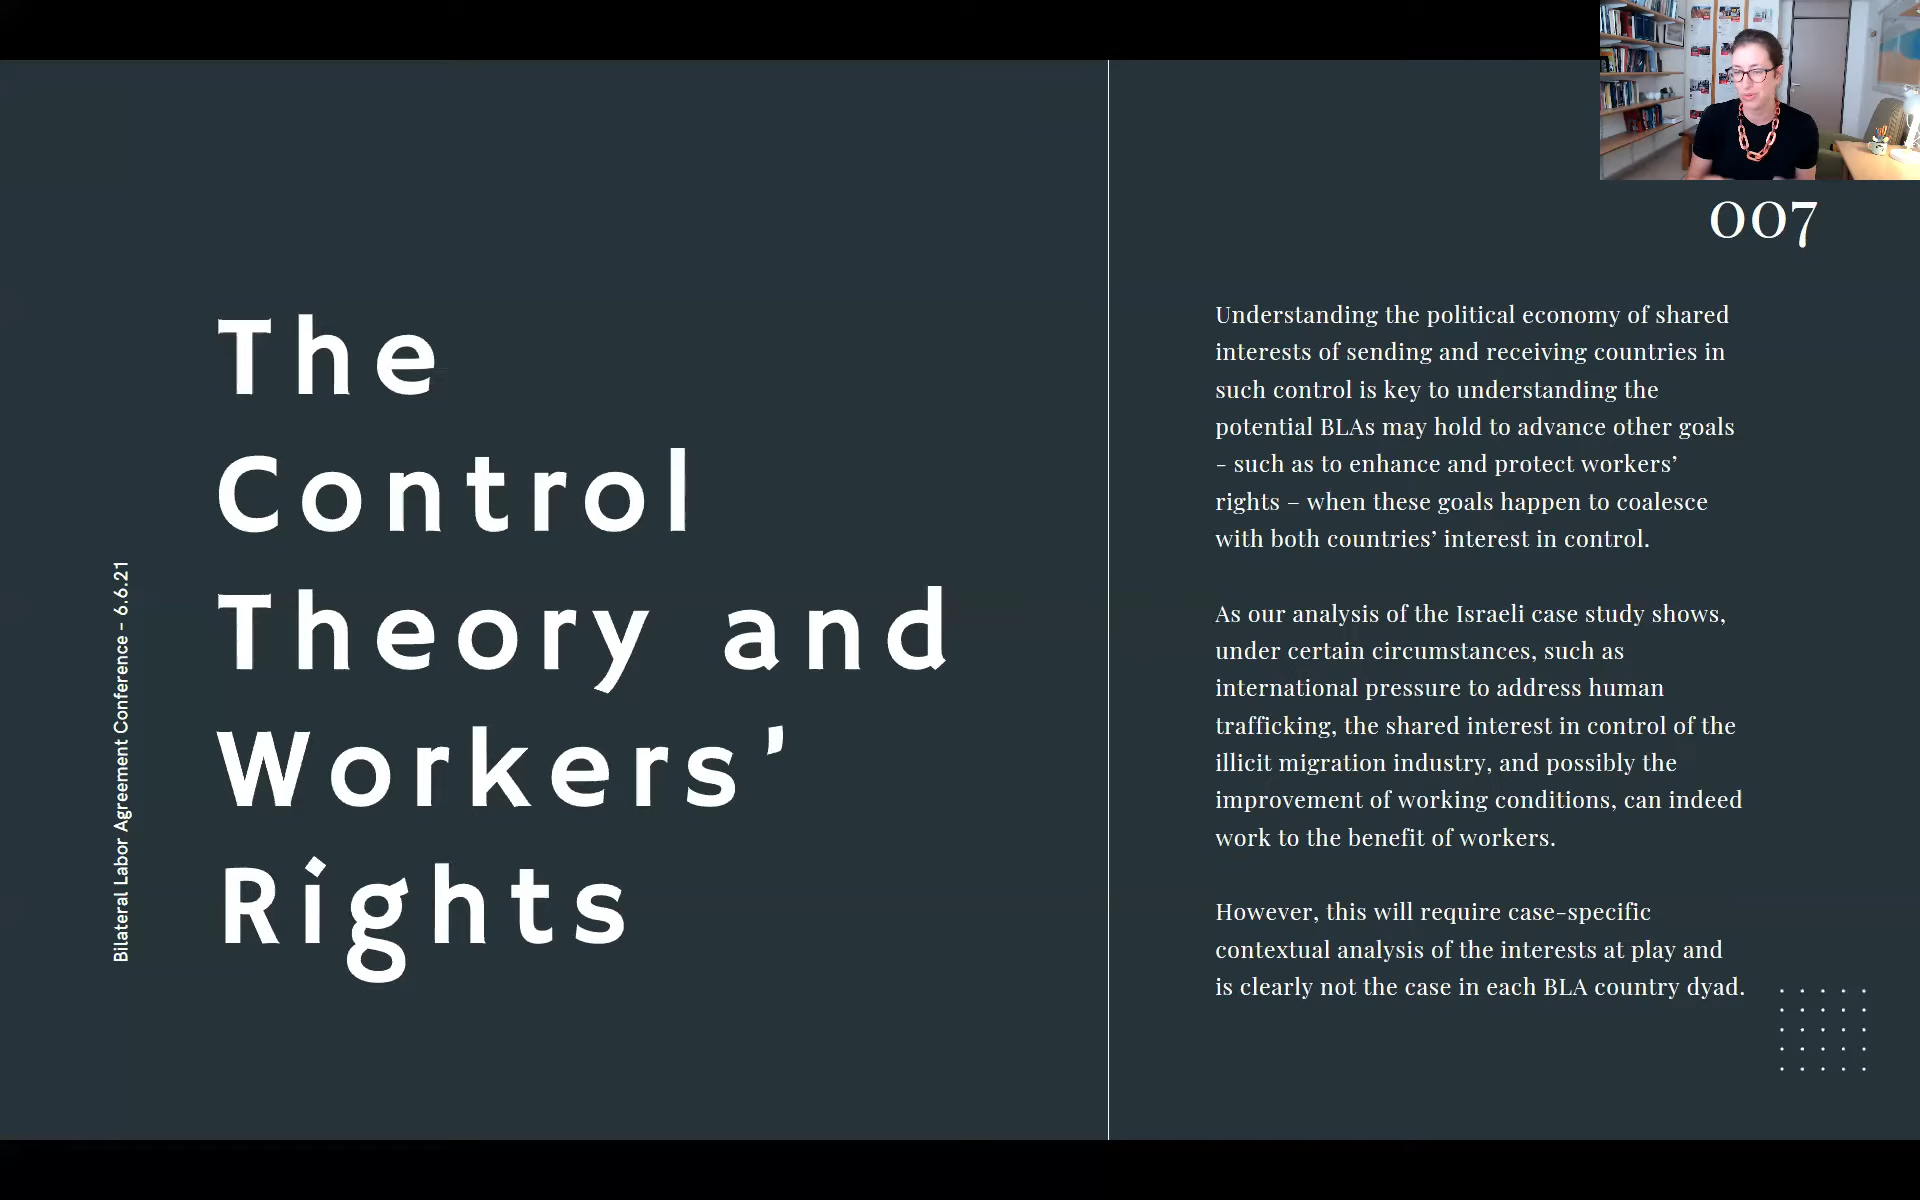 007
The
Control
Theory and
Workers’
Rights
Bilateral Labor Agreement Conference - 6.6.21
Understanding the political economy of shared
interests of sending and receiving countries in
such control is key to understanding the
potential BLAs may hold to advance other goals
- such as to enhance and protect workers’
rights – when these goals happen to coalesce
with both countries’ interest in control.
As our analysis of the Israeli case study shows,
under certain circumstances, such as
international pressure to address human
trafficking, the shared interest in control of the
illicit migration industry, and possibly the
improvement of working conditions, can indeed
work to the benefit of workers.
However, this will require case-specific
contextual analysis of the interests at play and
is clearly not the case in each BLA country dyad.